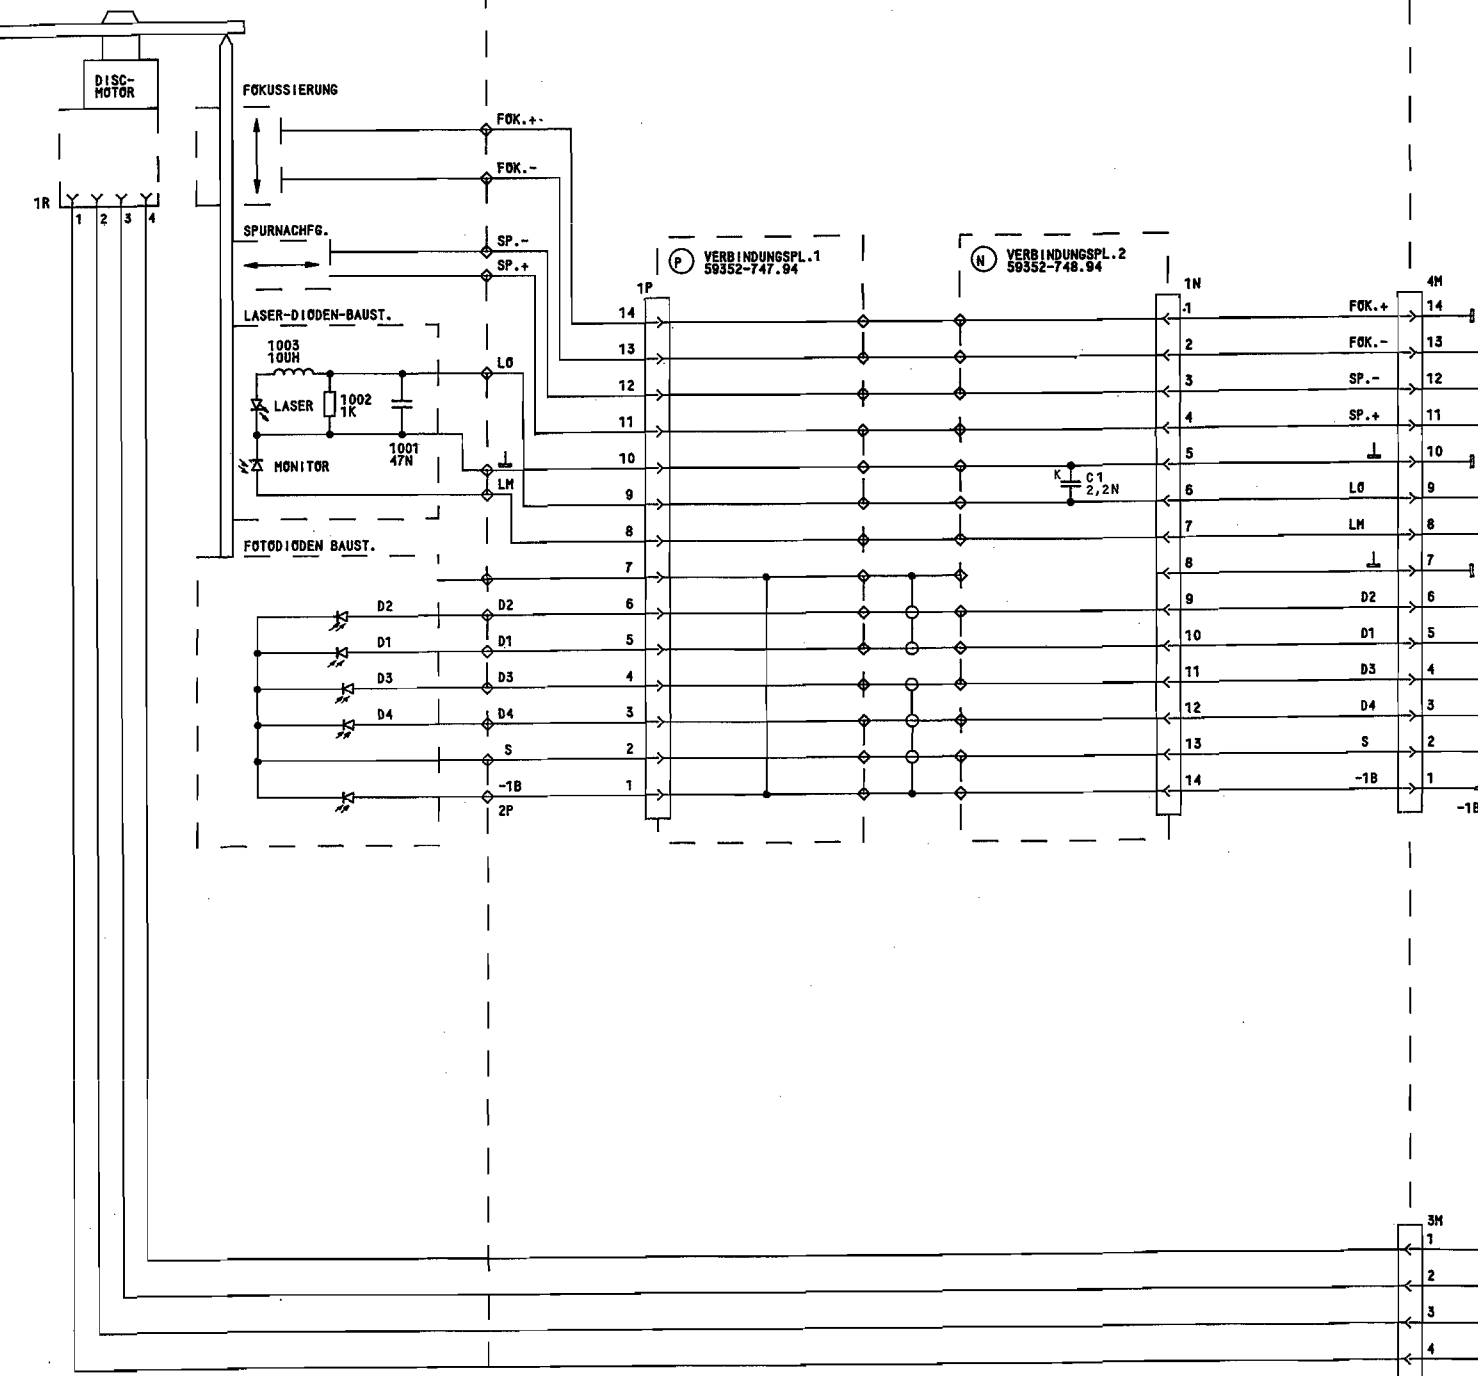 DISC-
MOTOR
1R
1 2 3 4
FOKUSSIERUNG
FOK.+
FOK.-
SPURNACHFG.
SP.-
SP.+
LASER-DIODEN-BAUST.
1003
10UH
LASER
1002
1K
1001
47N
MONITOR
LO
⊥
LM
FOTODIODEN BAUST.
D2 D2
D1 D1
D3 D3
D4 D4
S
-1B
2P
1P
14
13
12
11
10
9
8
7
6
5
4
3
2
1
P VERBINDUNGSPL.1
59352-747.94
N VERBINDUNGSPL.2
59352-748.94
K C1
2,2N
1N
1
2
3
4
5
6
7
8
9
10
11
12
13
14
4M
FOK.+ 14
FOK.- 13
SP.- 12
SP.+ 11
⊥ 10
LO 9
LM 8
⊥ 7
D2 6
D1 5
D3 4
D4 3
S 2
-1B 1
-1B
3M
1
2
3
4